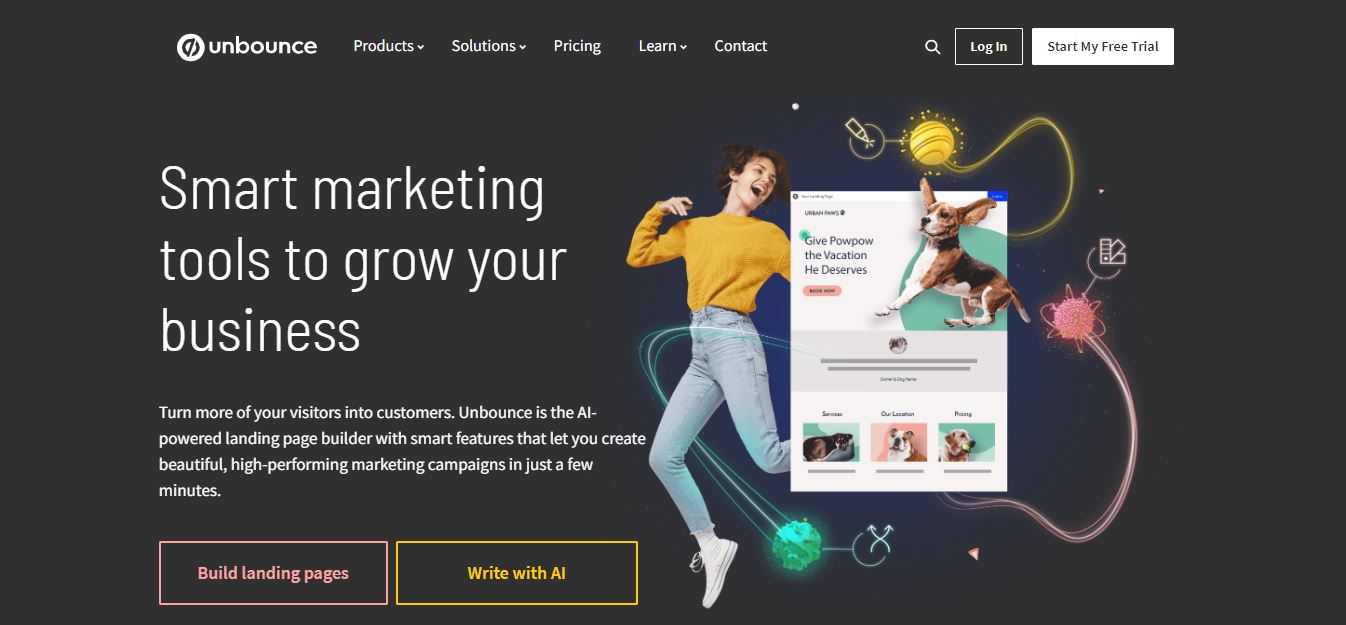 unbounce
Products
Solutions
Pricing
Learn
Contact
Log In
Start My Free Trial
Smart marketing
tools to grow your
business
Turn more of your visitors into customers. Unbounce is the AI-
powered landing page builder with smart features that let you create
beautiful, high-performing marketing campaigns in just a few
minutes.
Build landing pages
Write with AI
Your Landing Page
URBAN PAWS
Give Powpow
the Vacation
He Deserves
BOOK NOW
Owner & Dog Name
Services
Our Location
Pricing